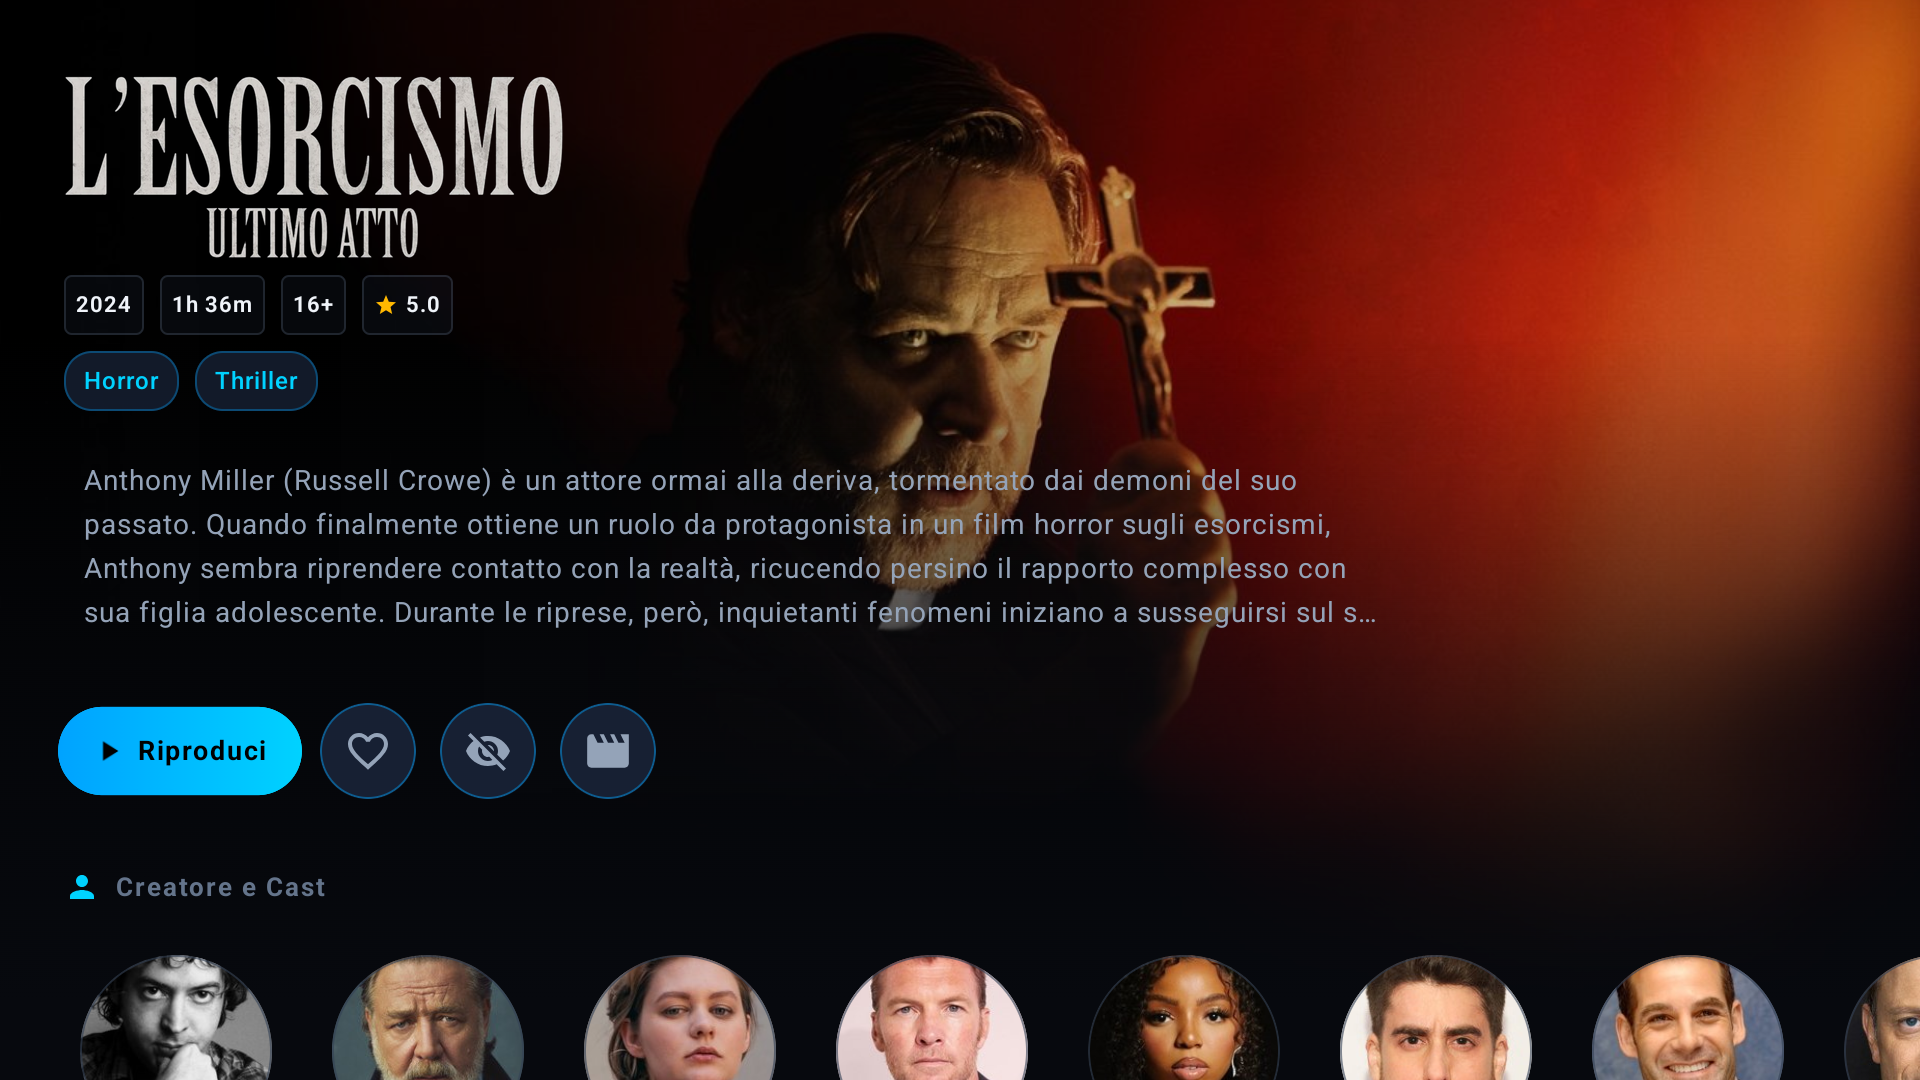 L'ESORCISMO
ULTIMO ATTO
2024 1h 36m 16+ 5.0
Horror Thriller
Anthony Miller (Russell Crowe) è un attore ormai alla deriva, tormentato dai demoni del suo
passato. Quando finalmente ottiene un ruolo da protagonista in un film horror sugli esorcismi,
Anthony sembra riprendere contatto con la realtà, ricucendo persino il rapporto complesso con
sua figlia adolescente. Durante le riprese, però, inquietanti fenomeni iniziano a susseguirsi sul s…
Riproduci
Creatore e Cast